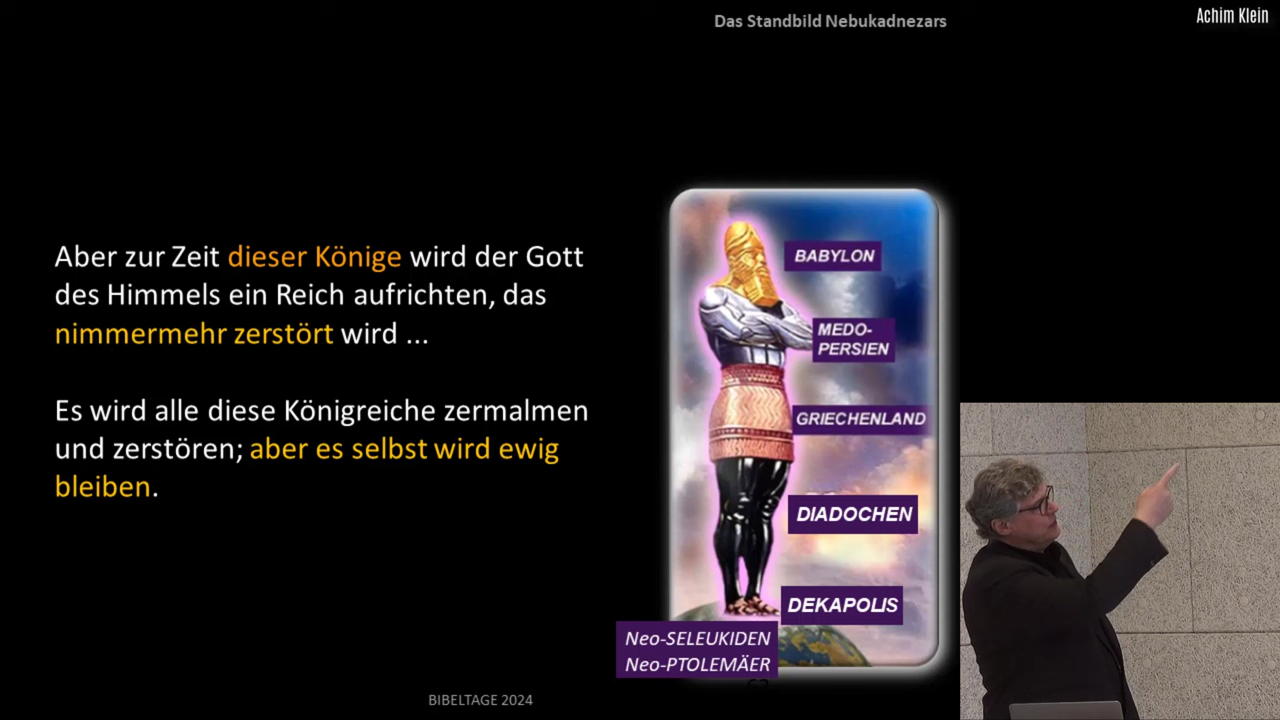 Das Standbild Nebukadnezars
Achim Klein
Aber zur Zeit dieser Könige wird der Gott
des Himmels ein Reich aufrichten, das
nimmermehr zerstört wird ...
Es wird alle diese Königreiche zermalmen
und zerstören; aber es selbst wird ewig
bleiben.
BABYLON
MEDO-
PERSIEN
GRIECHENLAND
DIADOCHEN
DEKAPOLIS
Neo-SELEUKIDEN
Neo-PTOLEMÄER
BIBELTAGE 2024